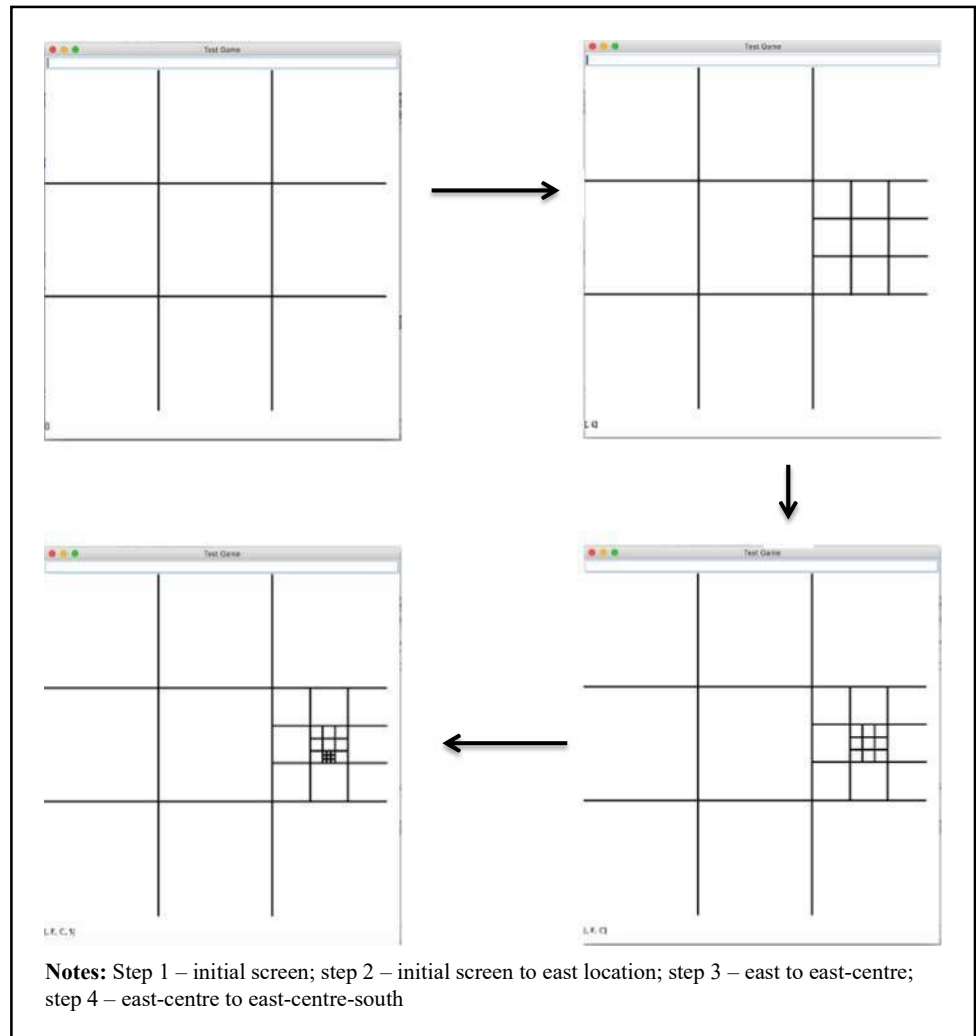 Test Game
Test Game
Test Game
Test Game
[, E, C, S]
[, E, C]
Notes: Step 1 – initial screen; step 2 – initial screen to east location; step 3 – east to east-centre;
step 4 – east-centre to east-centre-south